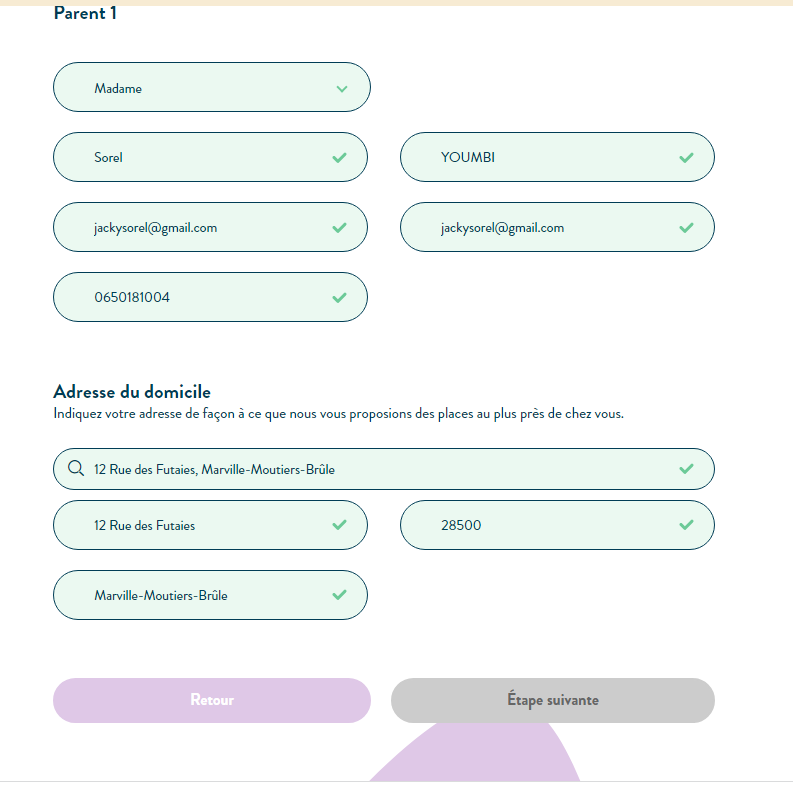 Parent 1
Madame
Sorel
YOUMBI
jackysorel@gmail.com
jackysorel@gmail.com
0650181004
Adresse du domicile
Indiquez votre adresse de façon à ce que nous vous proposions des places au plus près de chez vous.
12 Rue des Futaies, Marville-Moutiers-Brûle
12 Rue des Futaies
28500
Marville-Moutiers-Brûle
Retour
Étape suivante